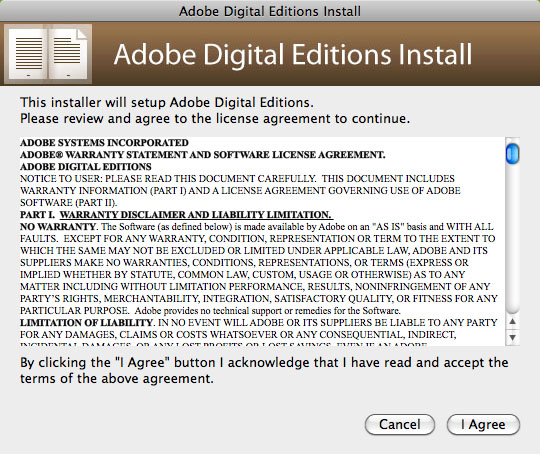 Adobe Digital Editions Install
Adobe Digital Editions Install
This installer will setup Adobe Digital Editions.
Please review and agree to the license agreement to continue.
ADOBE SYSTEMS INCORPORATED
ADOBE® WARRANTY STATEMENT AND SOFTWARE LICENSE AGREEMENT.
ADOBE DIGITAL EDITIONS
NOTICE TO USER: PLEASE READ THIS DOCUMENT CAREFULLY. THIS DOCUMENT INCLUDES
WARRANTY INFORMATION (PART I) AND A LICENSE AGREEMENT GOVERNING USE OF ADOBE
SOFTWARE (PART II).
PART I. WARRANTY DISCLAIMER AND LIABILITY LIMITATION.
NO WARRANTY. The Software (as defined below) is made available by Adobe on an "AS IS" basis and WITH ALL
FAULTS. EXCEPT FOR ANY WARRANTY, CONDITION, REPRESENTATION OR TERM TO THE EXTENT TO
WHICH THE SAME MAY NOT BE EXCLUDED OR LIMITED UNDER APPLICABLE LAW, ADOBE AND ITS
SUPPLIERS MAKE NO WARRANTIES, CONDITIONS, REPRESENTATIONS, OR TERMS (EXPRESS OR
IMPLIED WHETHER BY STATUTE, COMMON LAW, CUSTOM, USAGE OR OTHERWISE) AS TO ANY
MATTER INCLUDING WITHOUT LIMITATION PERFORMANCE, RESULTS, NONINFRINGEMENT OF ANY
PARTY'S RIGHTS, MERCHANTABILITY, INTEGRATION, SATISFACTORY QUALITY, OR FITNESS FOR ANY
PARTICULAR PURPOSE. Adobe provides no technical support or remedies for the Software.
LIMITATION OF LIABILITY. IN NO EVENT WILL ADOBE OR ITS SUPPLIERS BE LIABLE TO ANY PARTY
FOR ANY DAMAGES, CLAIMS OR COSTS WHATSOEVER OR ANY CONSEQUENTIAL, INDIRECT,
INCIDENTAL DAMAGES, OR ANY LOST PROFITS OR LOST SAVINGS, EVEN IF AN ADOBE
By clicking the "I Agree" button I acknowledge that I have read and accept the
terms of the above agreement.
Cancel
I Agree